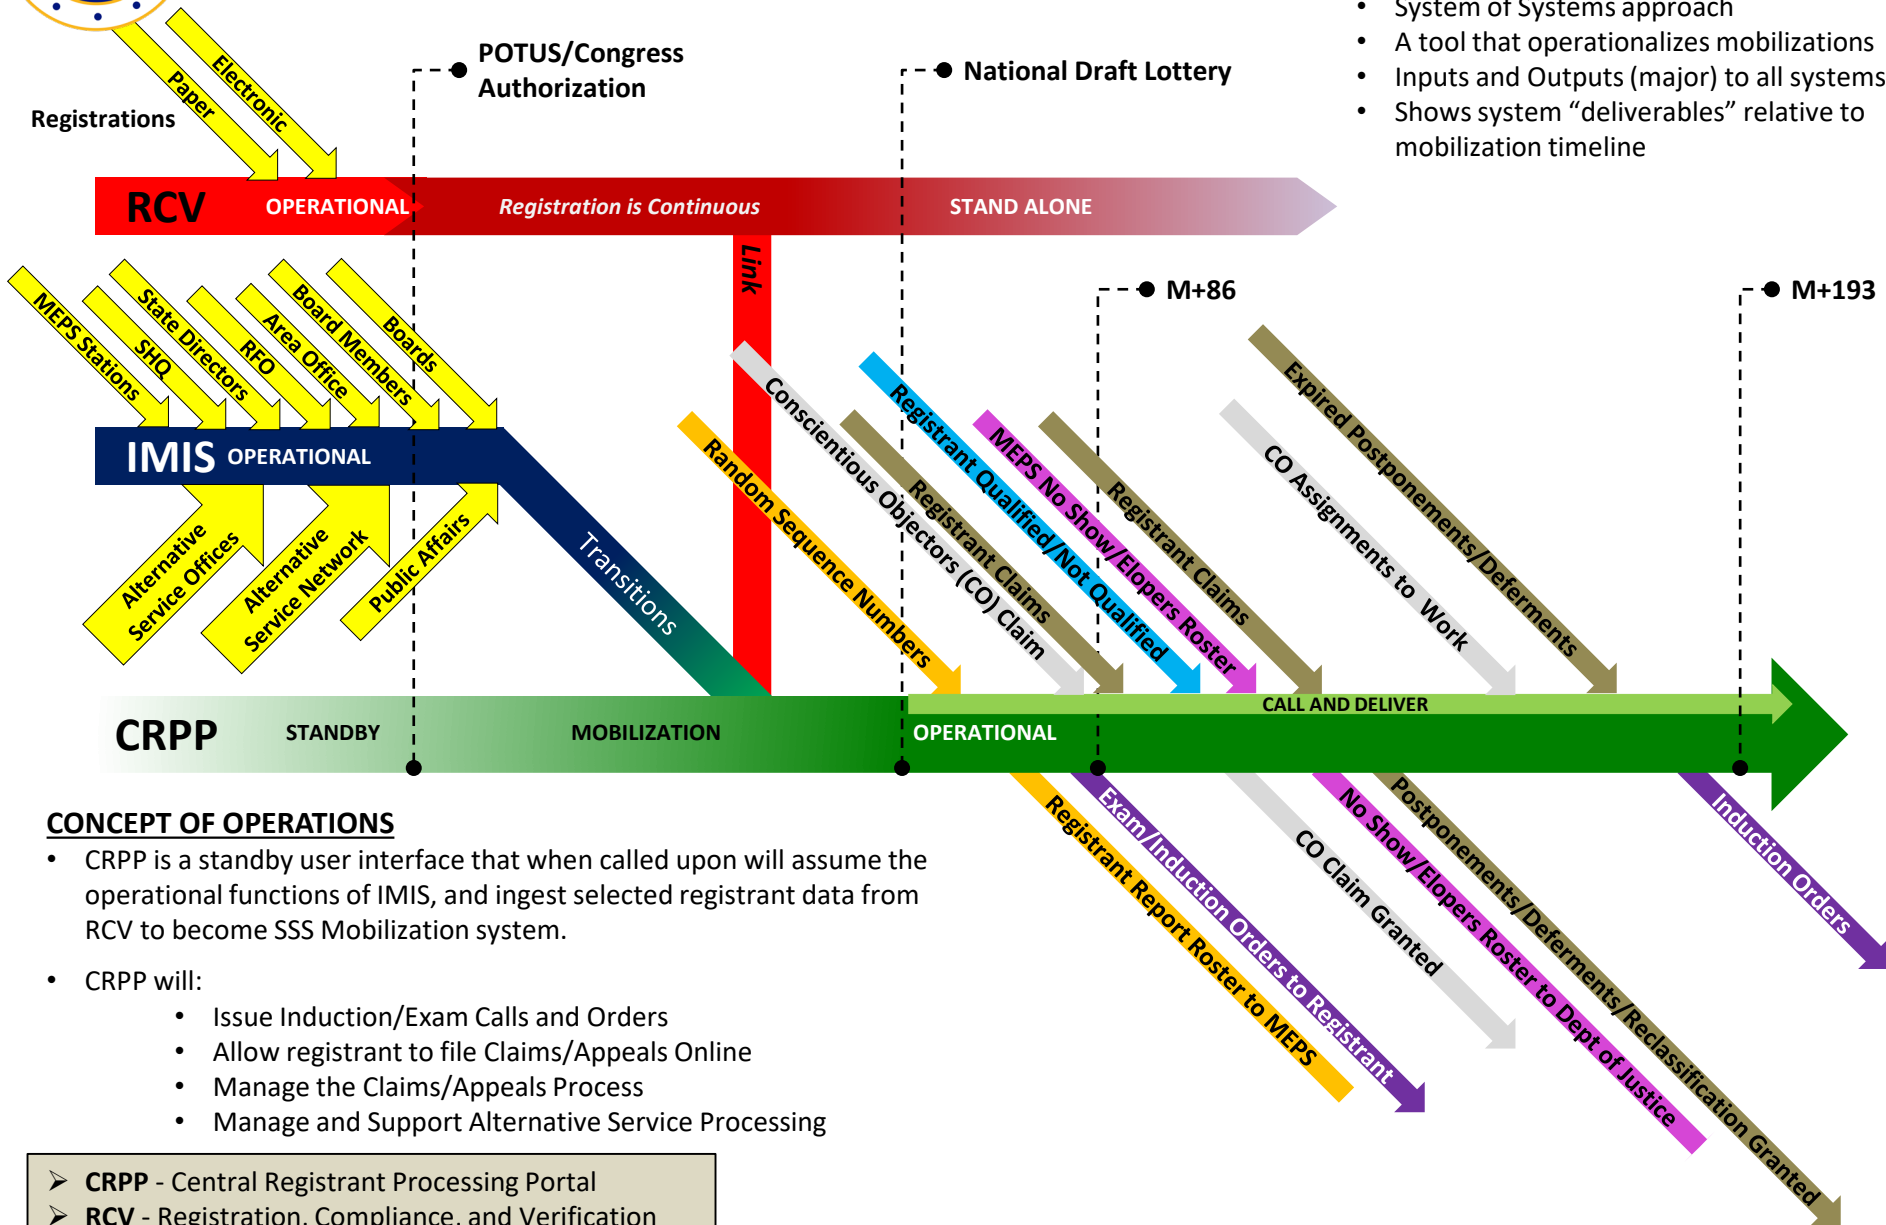 System of Systems approach
A tool that operationalizes mobilizations
Inputs and Outputs (major) to all systems
Shows system “deliverables” relative to
mobilization timeline
Registrations
Paper
Electronic
POTUS/Congress
Authorization
National Draft Lottery
RCV
OPERATIONAL
Registration is Continuous
STAND ALONE
Link
M+86
M+193
MEPS Stations
SHQ
State Directors
RFO
Area Office
Board Members
Boards
IMIS OPERATIONAL
Alternative
Service Offices
Alternative
Service Network
Public Affairs
Transitions
Random Sequence Numbers
Conscientious Objectors (CO) Claim
Registrant Claims
Registrant Qualified/Not Qualified
MEPS No Show/Elopers Roster
Registrant Claims
CO Assignments to Work
Expired Postponements/Deferments
CALL AND DELIVER
CRPP
STANDBY
MOBILIZATION
OPERATIONAL
Registrant Report Roster to MEPS
Exam/Induction Orders to Registrant
CO Claim Granted
No Show/Elopers Roster to Dept of Justice
Postponements/Deferments/Reclassification Granted
Induction Orders
CONCEPT OF OPERATIONS
• CRPP is a standby user interface that when called upon will assume the
operational functions of IMIS, and ingest selected registrant data from
RCV to become SSS Mobilization system.
• CRPP will:
• Issue Induction/Exam Calls and Orders
• Allow registrant to file Claims/Appeals Online
• Manage the Claims/Appeals Process
• Manage and Support Alternative Service Processing
➢ CRPP - Central Registrant Processing Portal
➢ RCV - Registration, Compliance, and Verification